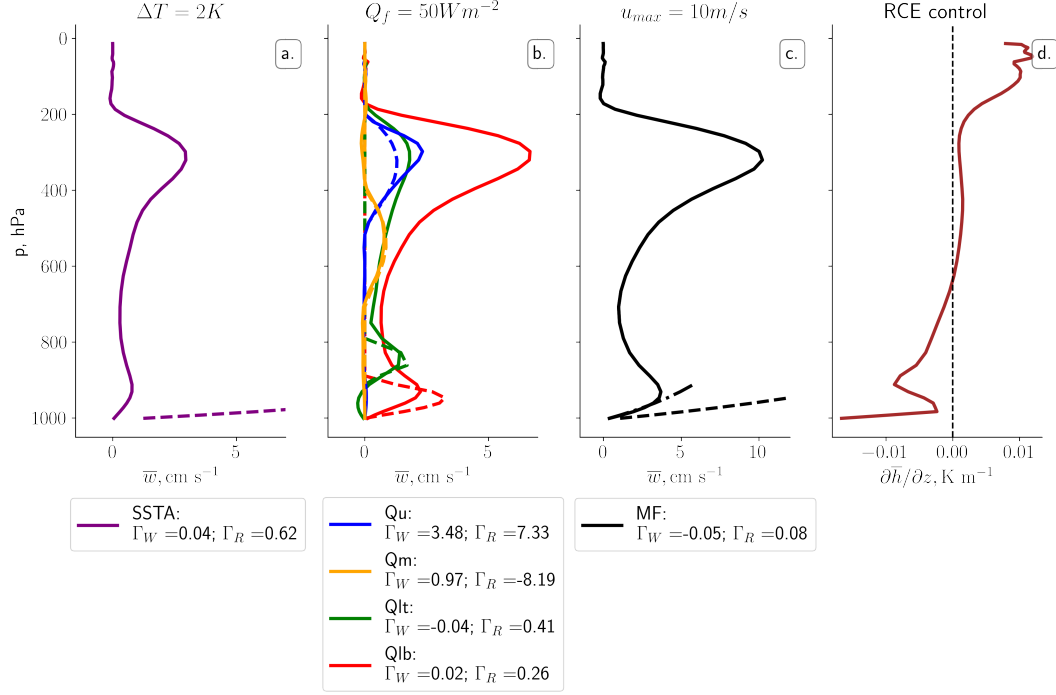 ΔT = 2K
Q_f = 50Wm⁻²
u_max = 10m/s
RCE control
a.
b.
c.
d.
0
200
400
600
800
1000
p, hPa
0 5
0 5
0 5 10
−0.01 0.00 0.01
w̅, cm s⁻¹
w̅, cm s⁻¹
w̅, cm s⁻¹
∂h̅/∂z, K m⁻¹
SSTA:
Γ_W =0.04; Γ_R =0.62
Qu:
Γ_W =3.48; Γ_R =7.33
Qm:
Γ_W =0.97; Γ_R =-8.19
Qlt:
Γ_W =-0.04; Γ_R =0.41
Qlb:
Γ_W =0.02; Γ_R =0.26
MF:
Γ_W =-0.05; Γ_R =0.08